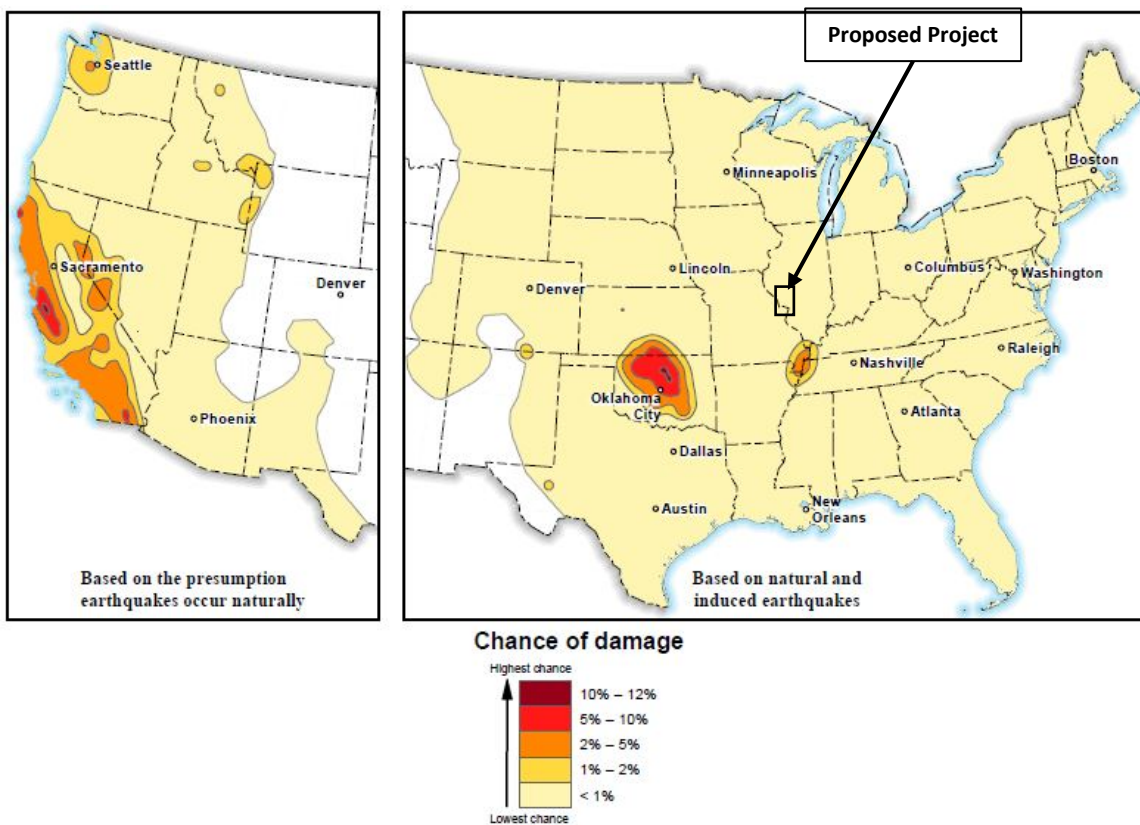 Seattle
Sacramento
Denver
Phoenix
Based on the presumption
earthquakes occur naturally
Proposed Project
Minneapolis
Boston
Lincoln
Columbus
Washington
Denver
Nashville
Raleigh
Oklahoma
City
Atlanta
Dallas
Austin
New
Orleans
Based on natural and
induced earthquakes
Chance of damage
Highest chance
10% – 12%
5% – 10%
2% – 5%
1% – 2%
< 1%
Lowest chance